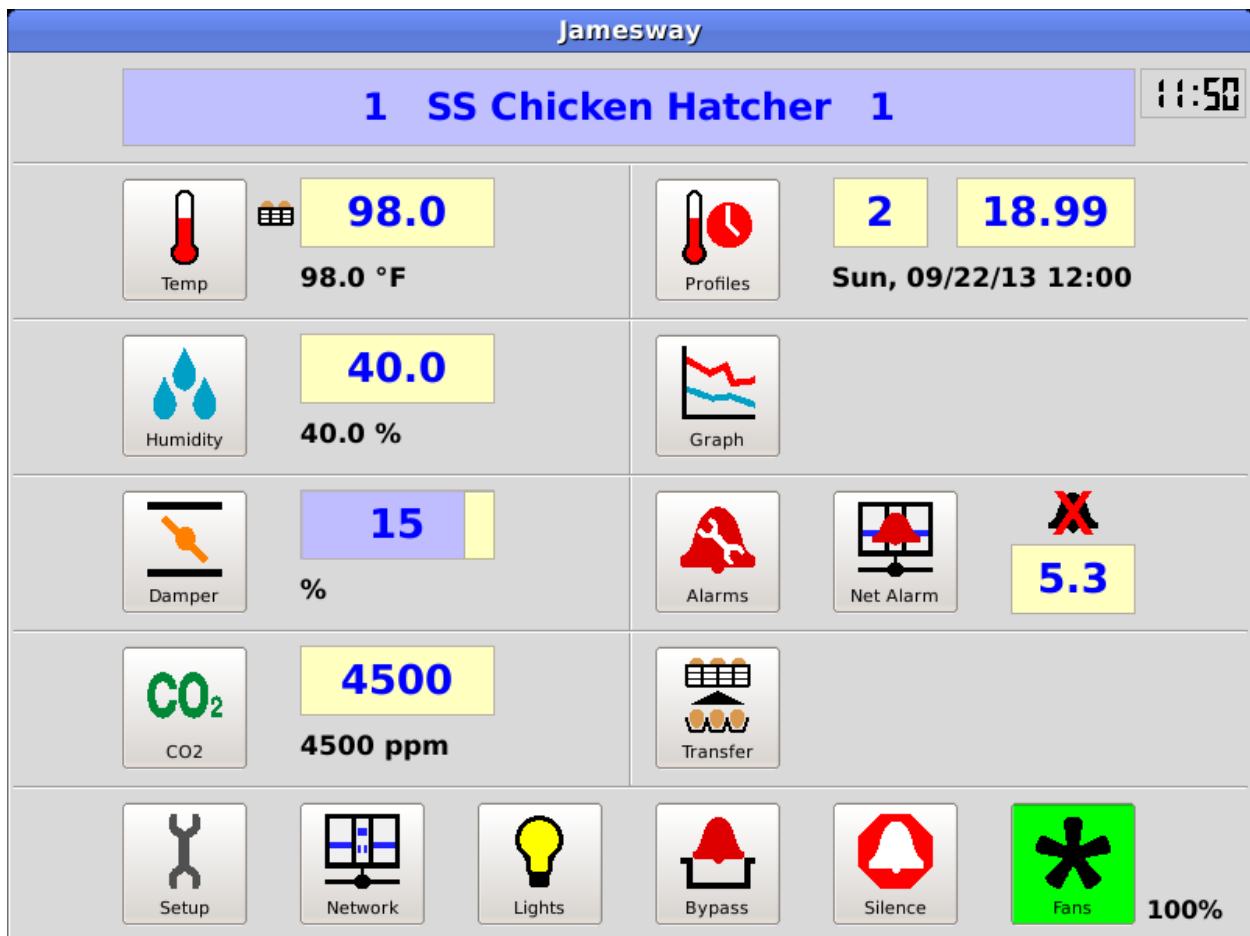 Jamesway
1 SS Chicken Hatcher 1
11:50
Temp
98.0
98.0 °F
Profiles
2
18.99
Sun, 09/22/13 12:00
Humidity
40.0
40.0 %
Graph
Damper
15
%
Alarms
Net Alarm
5.3
CO₂
CO2
4500
4500 ppm
Transfer
Setup
Network
Lights
Bypass
Silence
Fans
100%